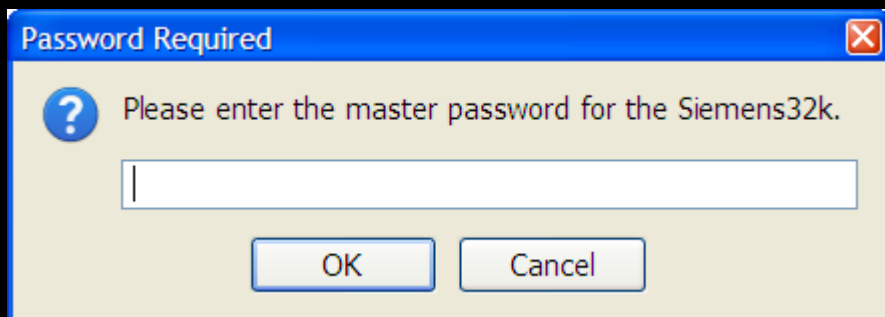 Password Required
Please enter the master password for the Siemens32k.
OK
Cancel